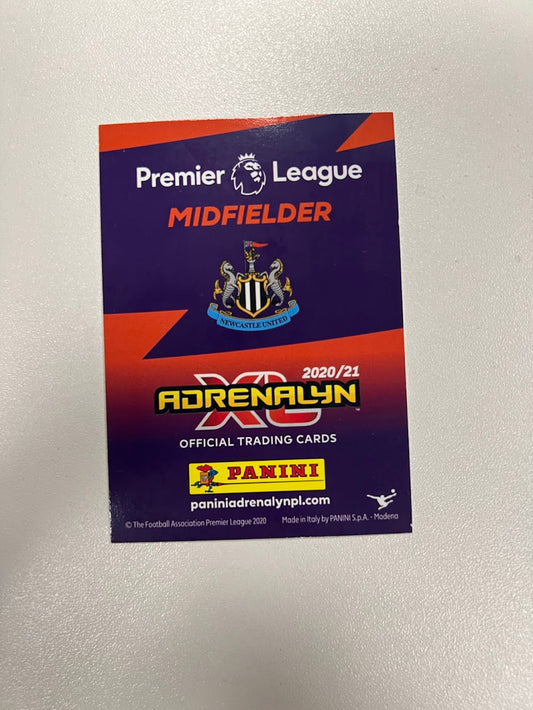 Premier League
MIDFIELDER
NEWCASTLE UNITED
2020/21
ADRENALYN XL™
OFFICIAL TRADING CARDS
PANINI
paniniadrenalynpl.com
© The Football Association Premier League 2020 Made in Italy by PANINI S.p.A. - Modena